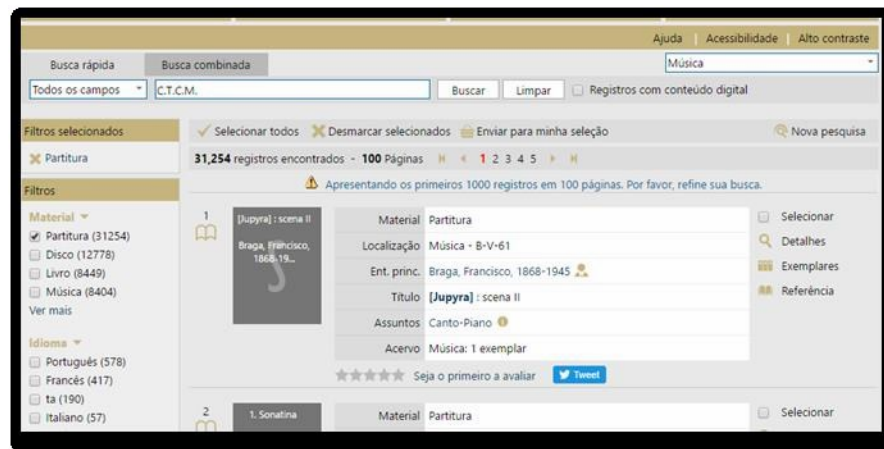 Ajuda | Acessibilidade | Alto contraste
Busca rápida Busca combinada Música
Todos os campos C.T.C.M. Buscar Limpar Registros com conteúdo digital
Filtros selecionados Selecionar todos Desmarcar selecionados Enviar para minha seleção Nova pesquisa
Partitura 31,254 registros encontrados - 100 Páginas 1 2 3 4 5
Filtros Apresentando os primeiros 1000 registros em 100 páginas. Por favor, refine sua busca.
Material
Partitura (31254)
Disco (12778)
Livro (8449)
Música (8404)
Ver mais
Idioma
Português (578)
Francês (417)
ta (190)
Italiano (57)
1
[Jupyra] : scena II
Braga, Francisco,
1868-19...
Material Partitura
Localização Música - B-V-61
Ent. princ. Braga, Francisco, 1868-1945
Título [Jupyra] : scena II
Assuntos Canto-Piano
Acervo Música: 1 exemplar
Seja o primeiro a avaliar Tweet
Selecionar
Detalhes
Exemplares
Referência
2
1. Sonatina
Material Partitura
Selecionar